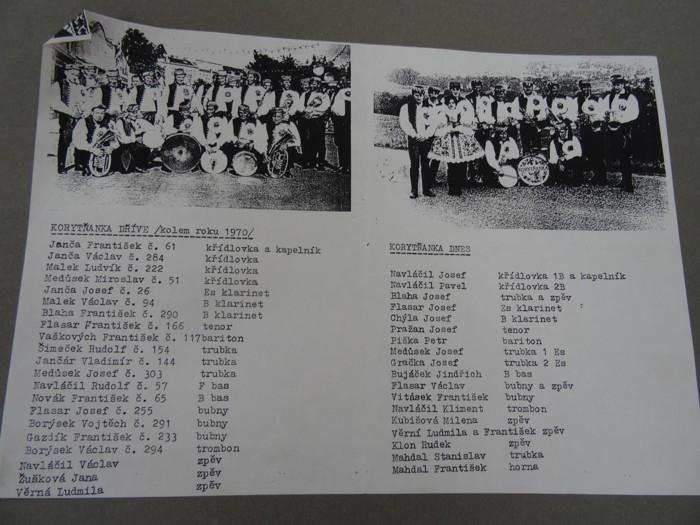 KORYTŇANKA DŘÍVE /kolem roku 1970/
Janča František č. 61 křídlovka a kapelník
Janča Václav č. 284 křídlovka
Malek Ludvík č. 222 křídlovka
Medůsek Miroslav č. 51 křídlovka
Janča Josef č. 26 Es klarinet
Malek Václav č. 94 B klarinet
Blaha František č. 290 B klarinet
Flasar František č. 166 tenor
Vaškových František č. 117 bariton
Šimeček Rudolf č. 154 trubka
Jančář Vladimír č. 144 trubka
Medůsek Josef č. 303 trubka
Navláčil Rudolf č. 57 F bas
Novák František č. 65 B bas
Flasar Josef č. 255 bubny
Borýsek Vojtěch č. 291 bubny
Gaziík František č. 233 bubny
Borýsek Václav č. 294 trombon
Navláčil Václav zpěv
Žušková Jana zpěv
Věrná Ludmila zpěv
KORYTŇANKA DNES
Navláčil Josef křídlovka 1B a kapelník
Navláčil Pavel křídlovka 2B
Blaha Josef trubka a zpěv
Flasar Josef Es klarinet
Chýla Josef B klarinet
Pražan Josef tenor
Piška Petr bariton
Medůsek Josef trubka 1 Es
Gračka Josef trubka 2 Es
Bujáček Jindřich B bas
Flasar Václav bubny a zpěv
Vitásek František bubny
Navláčil Kliment trombon
Kubišová Milena zpěv
Věrní Ludmila a František zpěv
Klon Rudek zpěv
Mahdal Stanislav trubka
Mahdal František horna